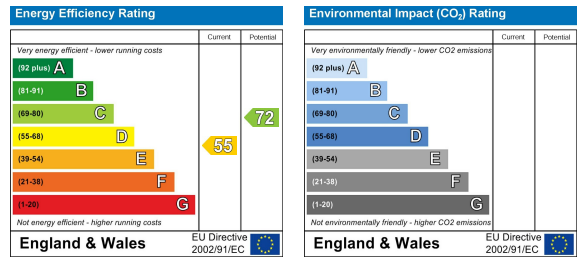 Energy Efficiency Rating
Current Potential
Very energy efficient - lower running costs
(92 plus) A
(81-91) B
(69-80) C
(55-68) D
(39-54) E
(21-38) F
(1-20) G
55
72
Not energy efficient - higher running costs
England & Wales
EU Directive
2002/91/EC
Environmental Impact (CO2) Rating
Current Potential
Very environmentally friendly - lower CO2 emissions
(92 plus) A
(81-91) B
(69-80) C
(55-68) D
(39-54) E
(21-38) F
(1-20) G
Not environmentally friendly - higher CO2 emissions
England & Wales
EU Directive
2002/91/EC